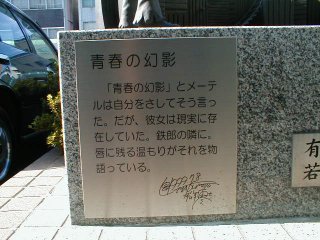 青春の幻影
「青春の幻影」とメーテ
ルは自分をさしてそう言っ
た。だが、彼女は現実に存
在していた。鉄郎の隣に。
唇に残る温もりがそれを物
語っている。
有
若